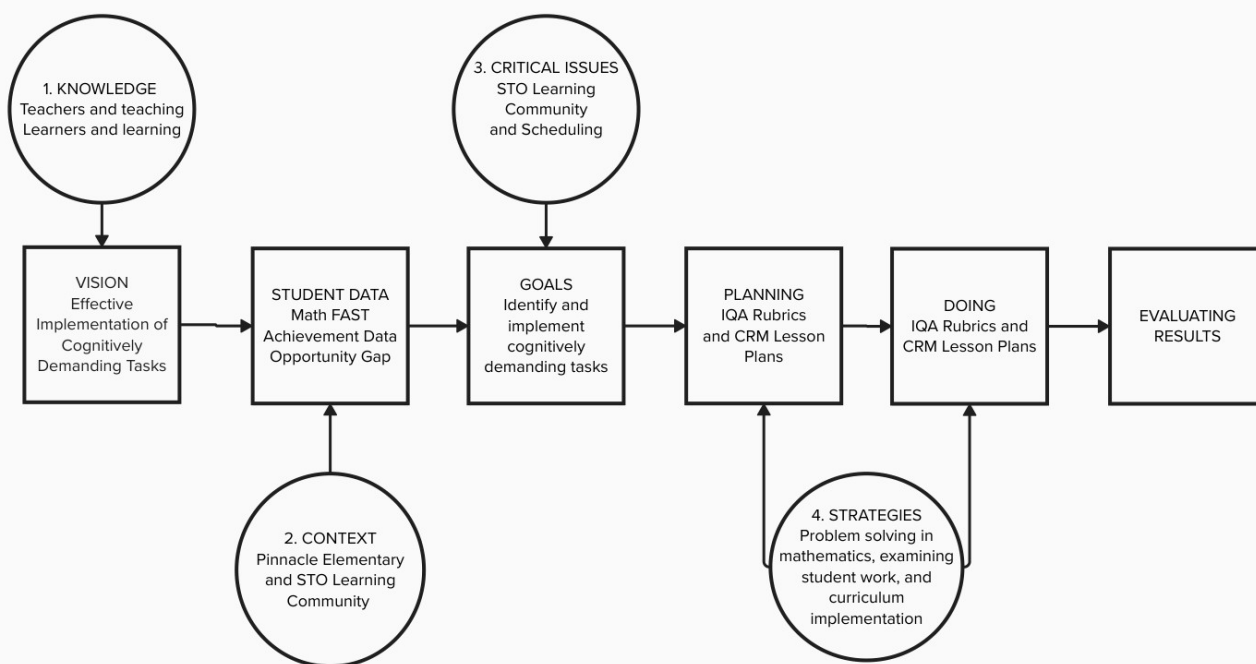 1. KNOWLEDGE
Teachers and teaching
Learners and learning
3. CRITICAL ISSUES
STO Learning
Community
and Scheduling
VISION
Effective
Implementation of
Cognitively
Demanding Tasks
STUDENT DATA
Math FAST
Achievement Data
Opportunity Gap
GOALS
Identify and
implement
cognitively
demanding tasks
PLANNING
IQA Rubrics
and CRM Lesson
Plans
DOING
IQA Rubrics and
CRM Lesson Plans
EVALUATING
RESULTS
2. CONTEXT
Pinnacle Elementary
and STO Learning
Community
4. STRATEGIES
Problem solving in
mathematics, examining
student work, and
curriculum
implementation